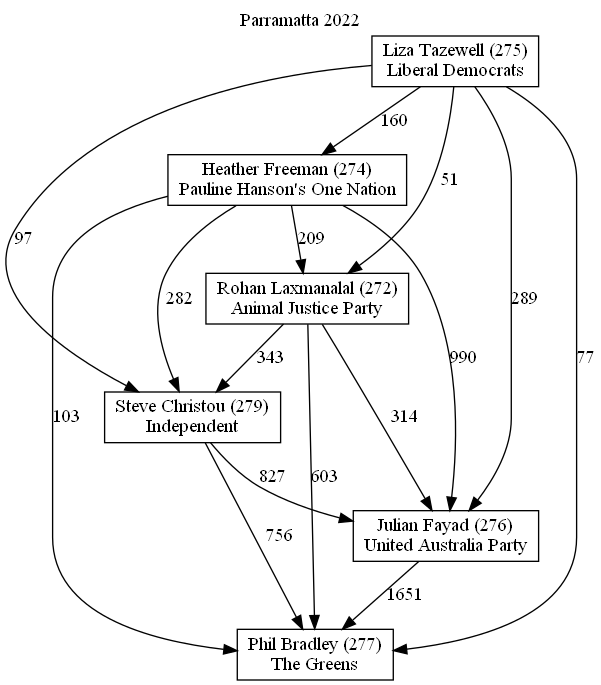 Parramatta 2022
Liza Tazewell (275)
Liberal Democrats
160
Heather Freeman (274)
Pauline Hanson's One Nation
51
97
209
282
289
Rohan Laxmanalal (272)
Animal Justice Party
343
990
77
Steve Christou (279)
Independent
103
314
827
603
756
Julian Fayad (276)
United Australia Party
1651
Phil Bradley (277)
The Greens